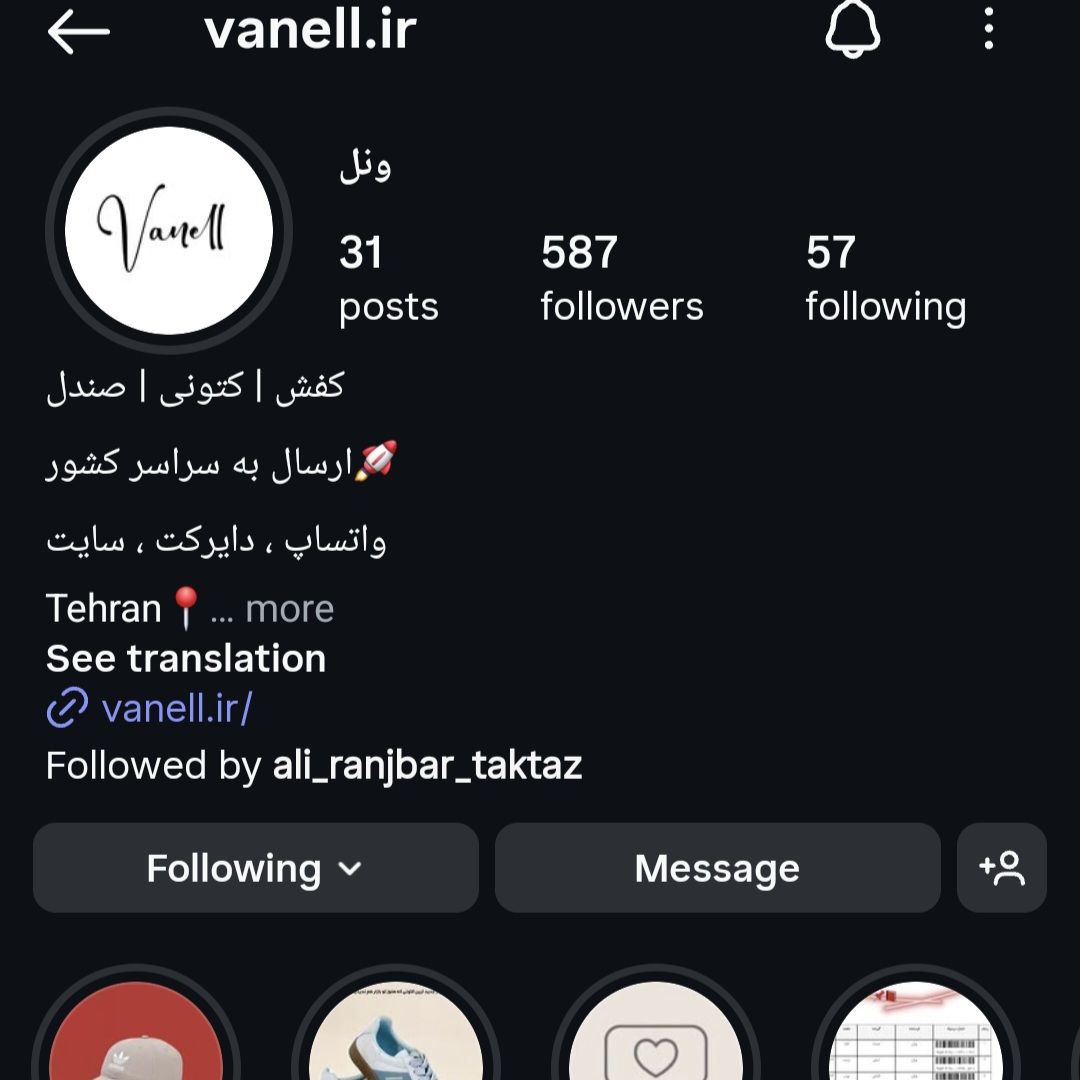 vanell.ir
Vanell
ونل
31 587 57
posts followers following
کفش | کتونی | صندل
🚀ارسال به سراسر کشور
واتساپ ، دایرکت ، سایت
Tehran📍... more
See translation
vanell.ir/
Followed by ali_ranjbar_taktaz
Following Message